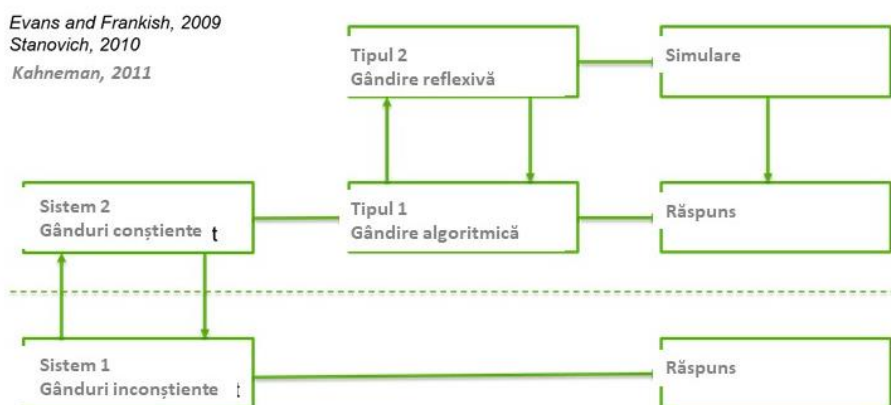 Evans and Frankish, 2009
Stanovich, 2010
Kahneman, 2011
Tipul 2
Gândire reflexivă
Simulare
Sistem 2
Gânduri conștiente t
Tipul 1
Gândire algoritmică
Răspuns
Sistem 1
Gânduri inconștiente t
Răspuns